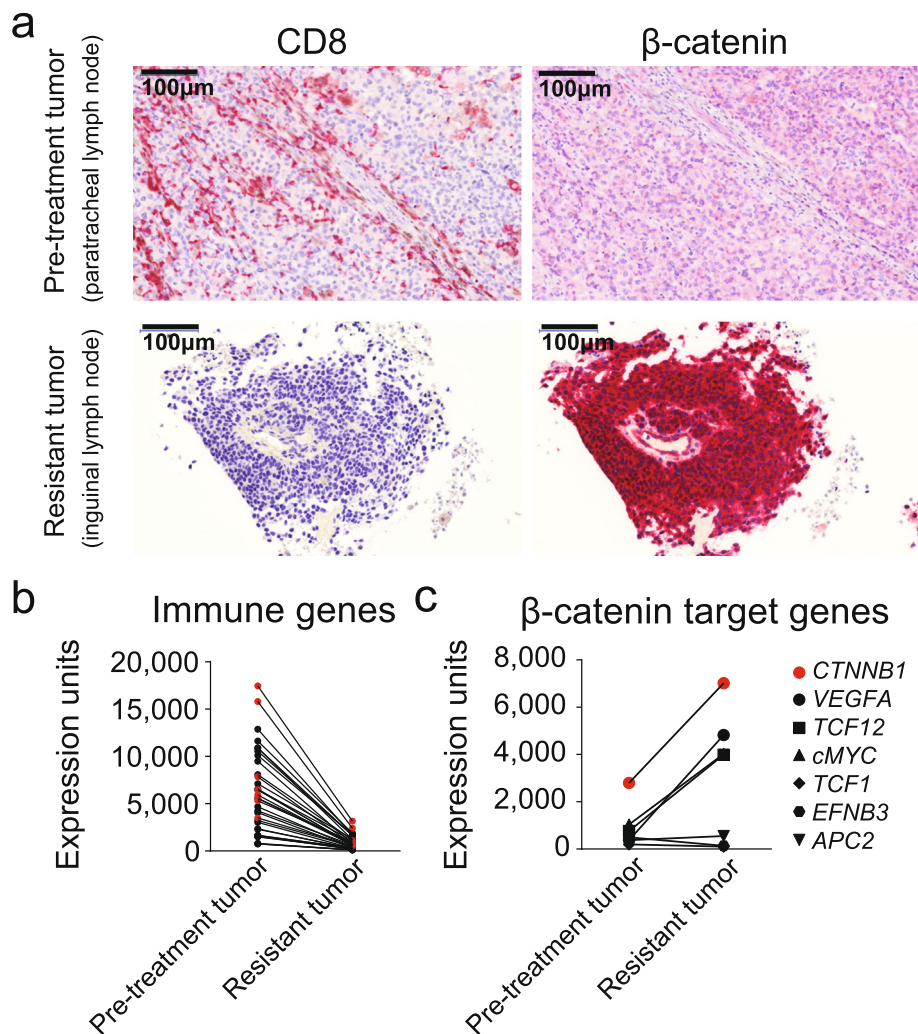 a
CD8
β-catenin
Pre-treatment tumor
(paratracheal lymph node)
100µm
100µm
Resistant tumor
(inguinal lymph node)
100µm
100µm
b
Immune genes
Expression units
20,000
15,000
10,000
5,000
0
Pre-treatment tumor
Resistant tumor
c
β-catenin target genes
Expression units
8,000
6,000
4,000
2,000
0
Pre-treatment tumor
Resistant tumor
CTNNB1
VEGFA
TCF12
cMYC
TCF1
EFNB3
APC2